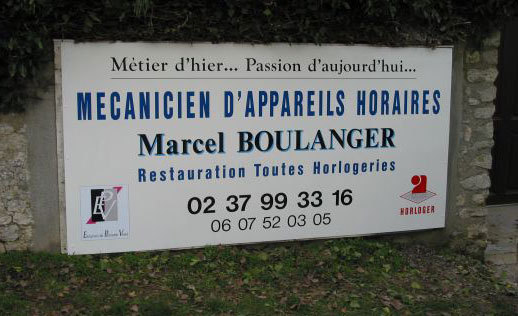 Métier d'hier... Passion d'aujourd'hui...
MECANICIEN D'APPAREILS HORAIRES
Marcel BOULANGER
Restauration Toutes Horlogeries
02 37 99 33 16
06 07 52 03 05
HORLOGER